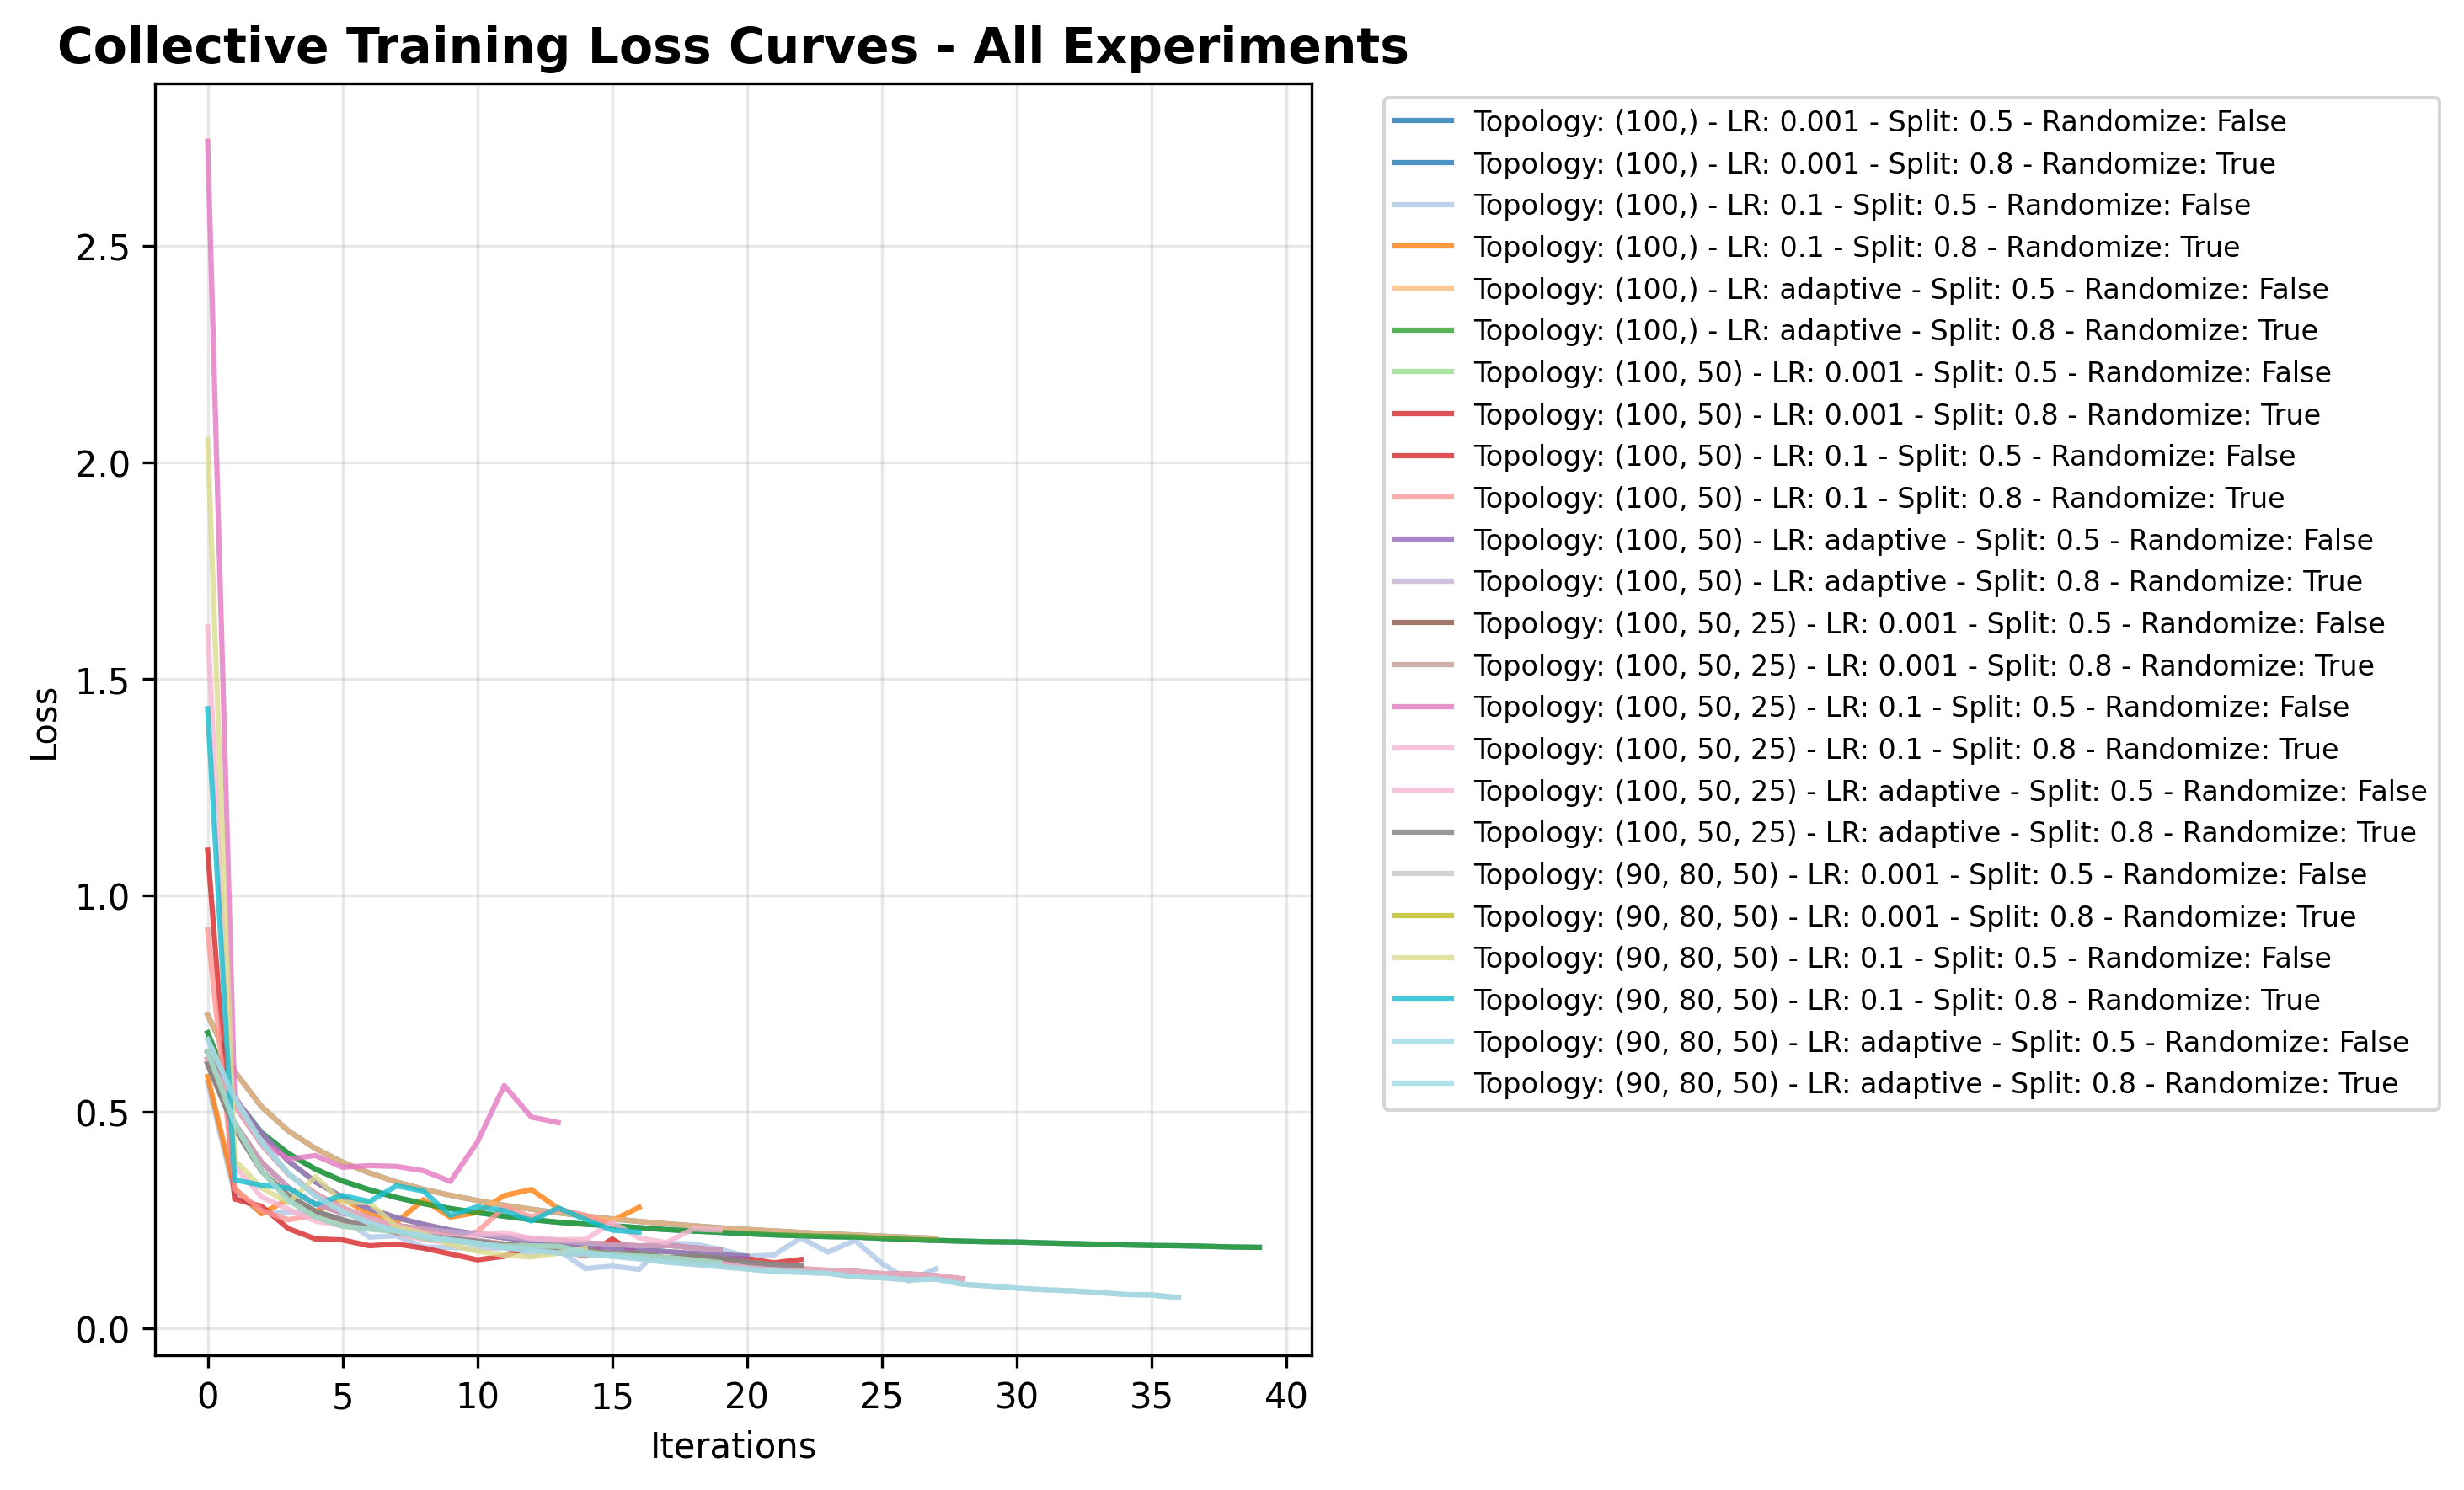 Collective Training Loss Curves - All Experiments
2.5
2.0
1.5
1.0
0.5
0.0
Loss
0 5 10 15 20 25 30 35 40
Iterations
Topology: (100,) - LR: 0.001 - Split: 0.5 - Randomize: False
Topology: (100,) - LR: 0.001 - Split: 0.8 - Randomize: True
Topology: (100,) - LR: 0.1 - Split: 0.5 - Randomize: False
Topology: (100,) - LR: 0.1 - Split: 0.8 - Randomize: True
Topology: (100,) - LR: adaptive - Split: 0.5 - Randomize: False
Topology: (100,) - LR: adaptive - Split: 0.8 - Randomize: True
Topology: (100, 50) - LR: 0.001 - Split: 0.5 - Randomize: False
Topology: (100, 50) - LR: 0.001 - Split: 0.8 - Randomize: True
Topology: (100, 50) - LR: 0.1 - Split: 0.5 - Randomize: False
Topology: (100, 50) - LR: 0.1 - Split: 0.8 - Randomize: True
Topology: (100, 50) - LR: adaptive - Split: 0.5 - Randomize: False
Topology: (100, 50) - LR: adaptive - Split: 0.8 - Randomize: True
Topology: (100, 50, 25) - LR: 0.001 - Split: 0.5 - Randomize: False
Topology: (100, 50, 25) - LR: 0.001 - Split: 0.8 - Randomize: True
Topology: (100, 50, 25) - LR: 0.1 - Split: 0.5 - Randomize: False
Topology: (100, 50, 25) - LR: 0.1 - Split: 0.8 - Randomize: True
Topology: (100, 50, 25) - LR: adaptive - Split: 0.5 - Randomize: False
Topology: (100, 50, 25) - LR: adaptive - Split: 0.8 - Randomize: True
Topology: (90, 80, 50) - LR: 0.001 - Split: 0.5 - Randomize: False
Topology: (90, 80, 50) - LR: 0.001 - Split: 0.8 - Randomize: True
Topology: (90, 80, 50) - LR: 0.1 - Split: 0.5 - Randomize: False
Topology: (90, 80, 50) - LR: 0.1 - Split: 0.8 - Randomize: True
Topology: (90, 80, 50) - LR: adaptive - Split: 0.5 - Randomize: False
Topology: (90, 80, 50) - LR: adaptive - Split: 0.8 - Randomize: True